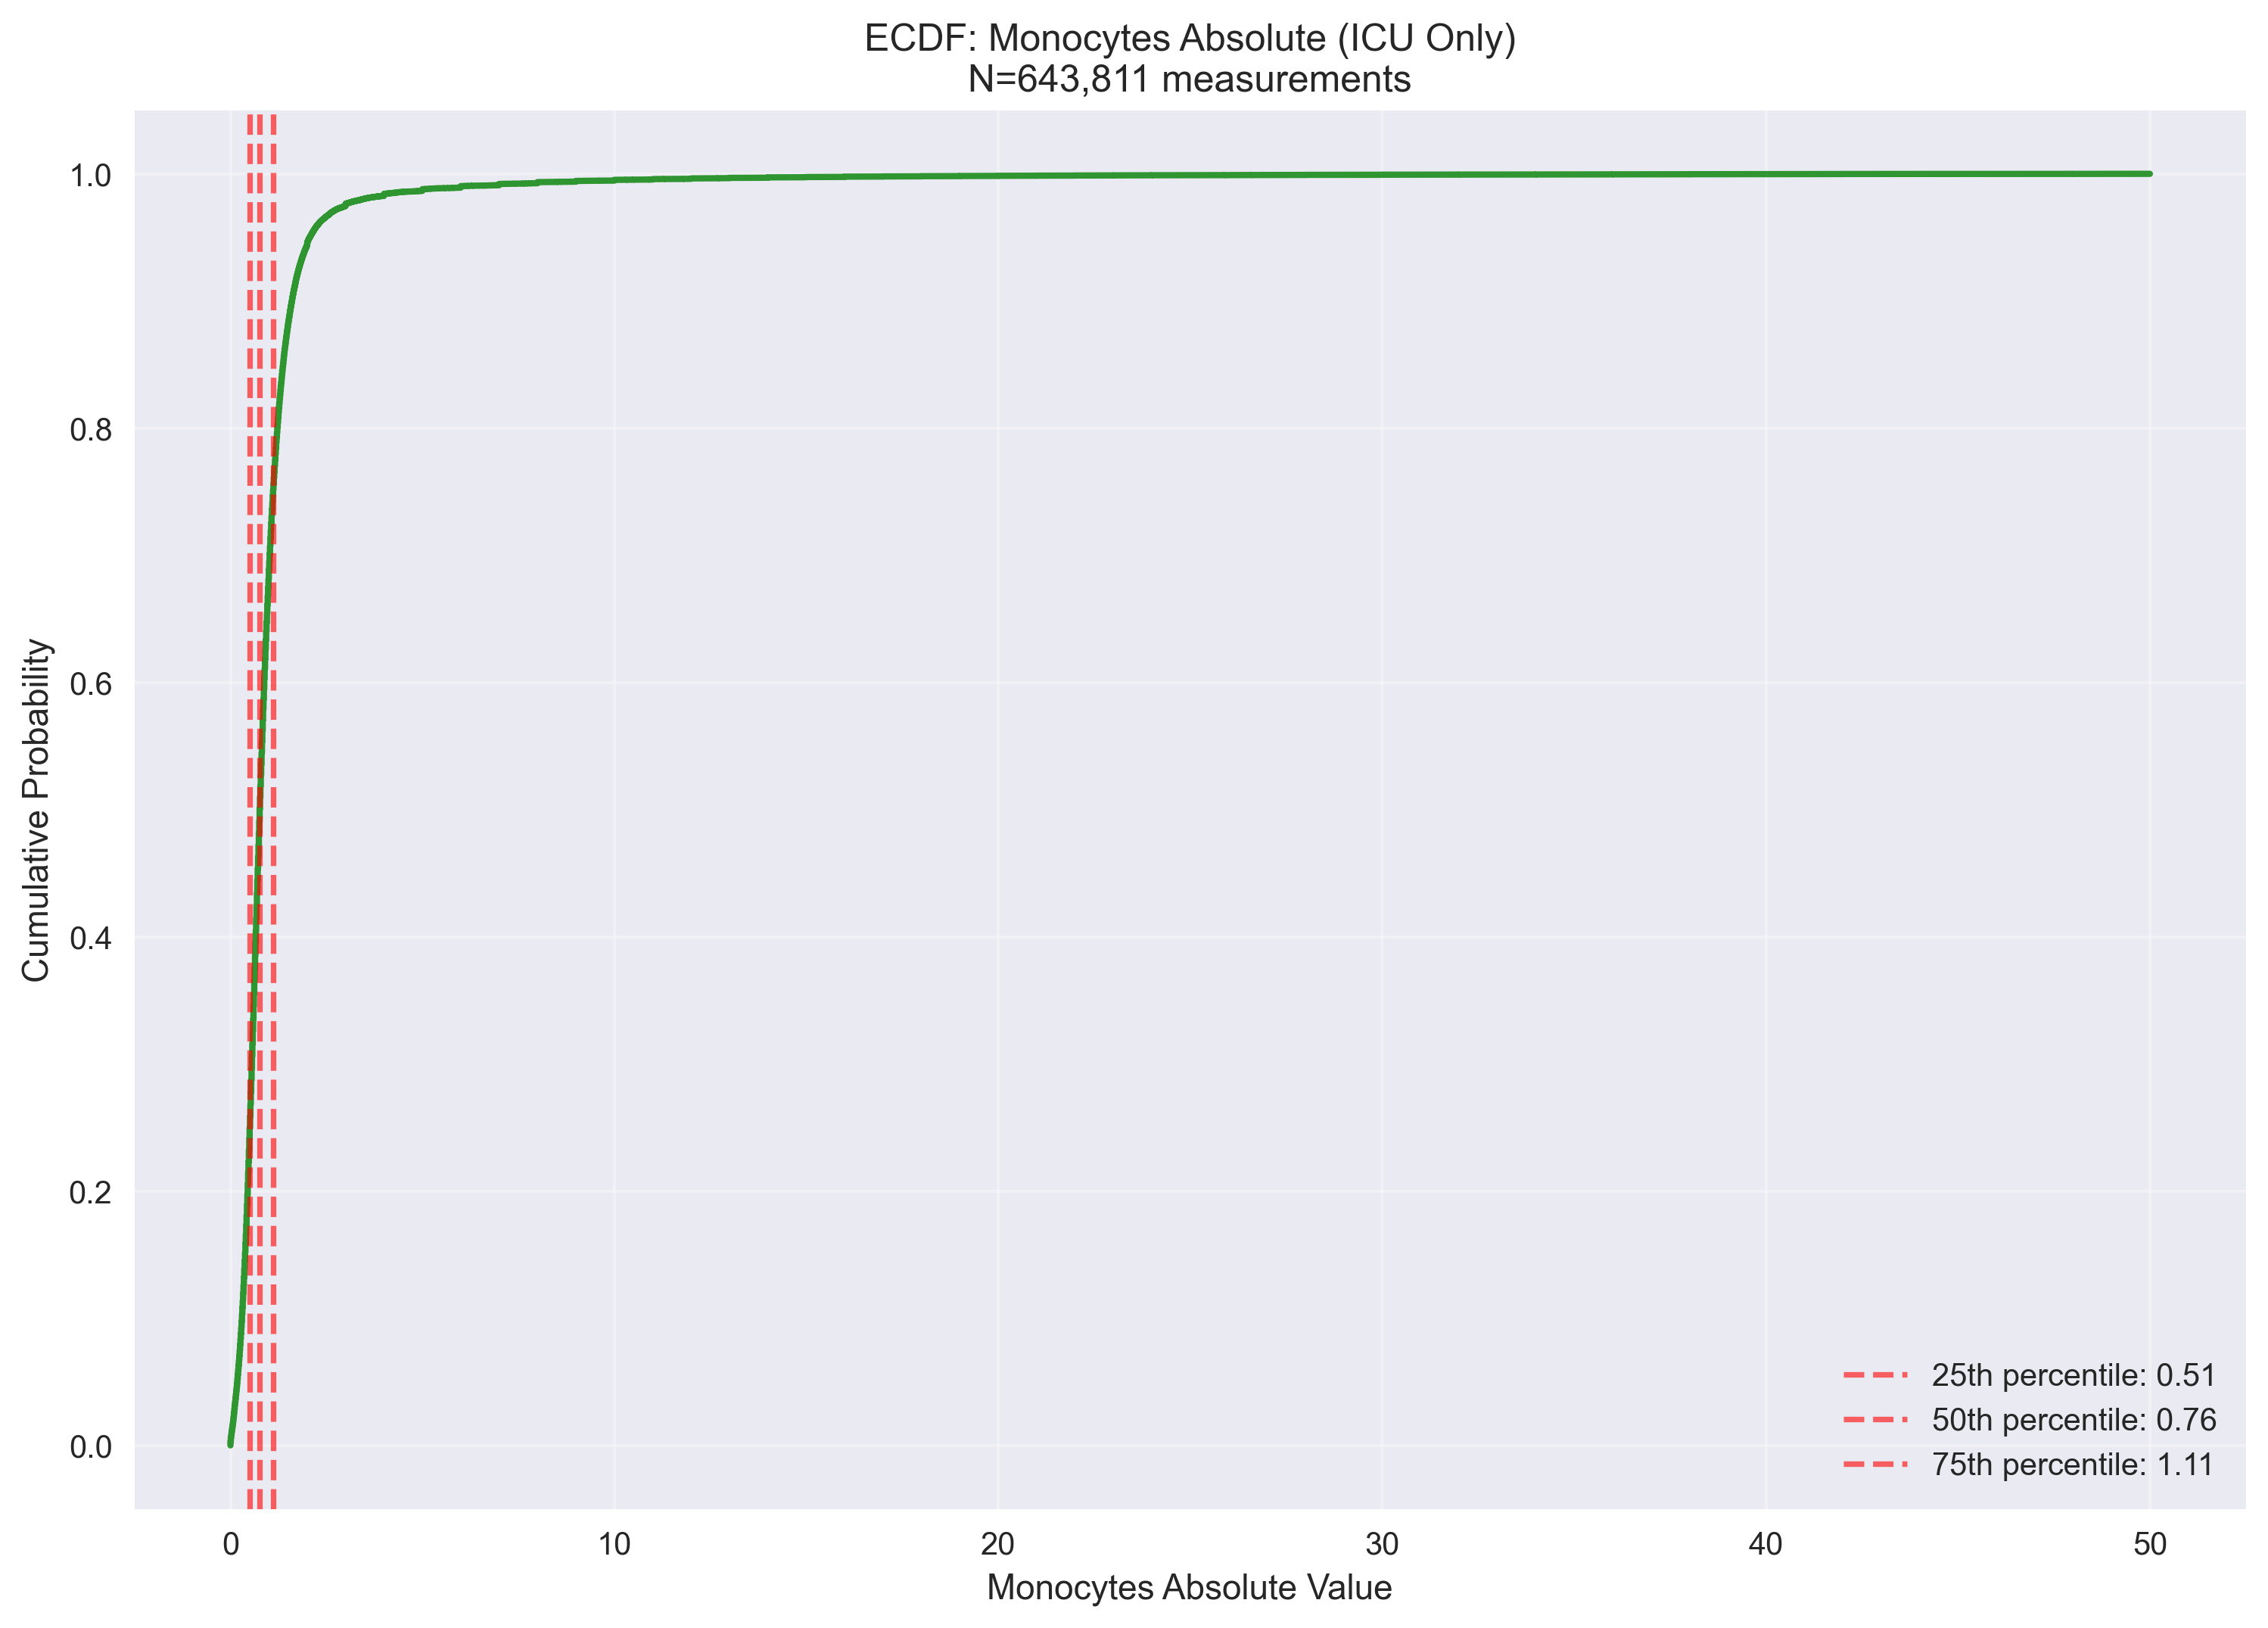 ECDF: Monocytes Absolute (ICU Only)
N=643,811 measurements
Cumulative Probability
1.0
0.8
0.6
0.4
0.2
0.0
25th percentile: 0.51
50th percentile: 0.76
75th percentile: 1.11
0 10 20 30 40 50
Monocytes Absolute Value